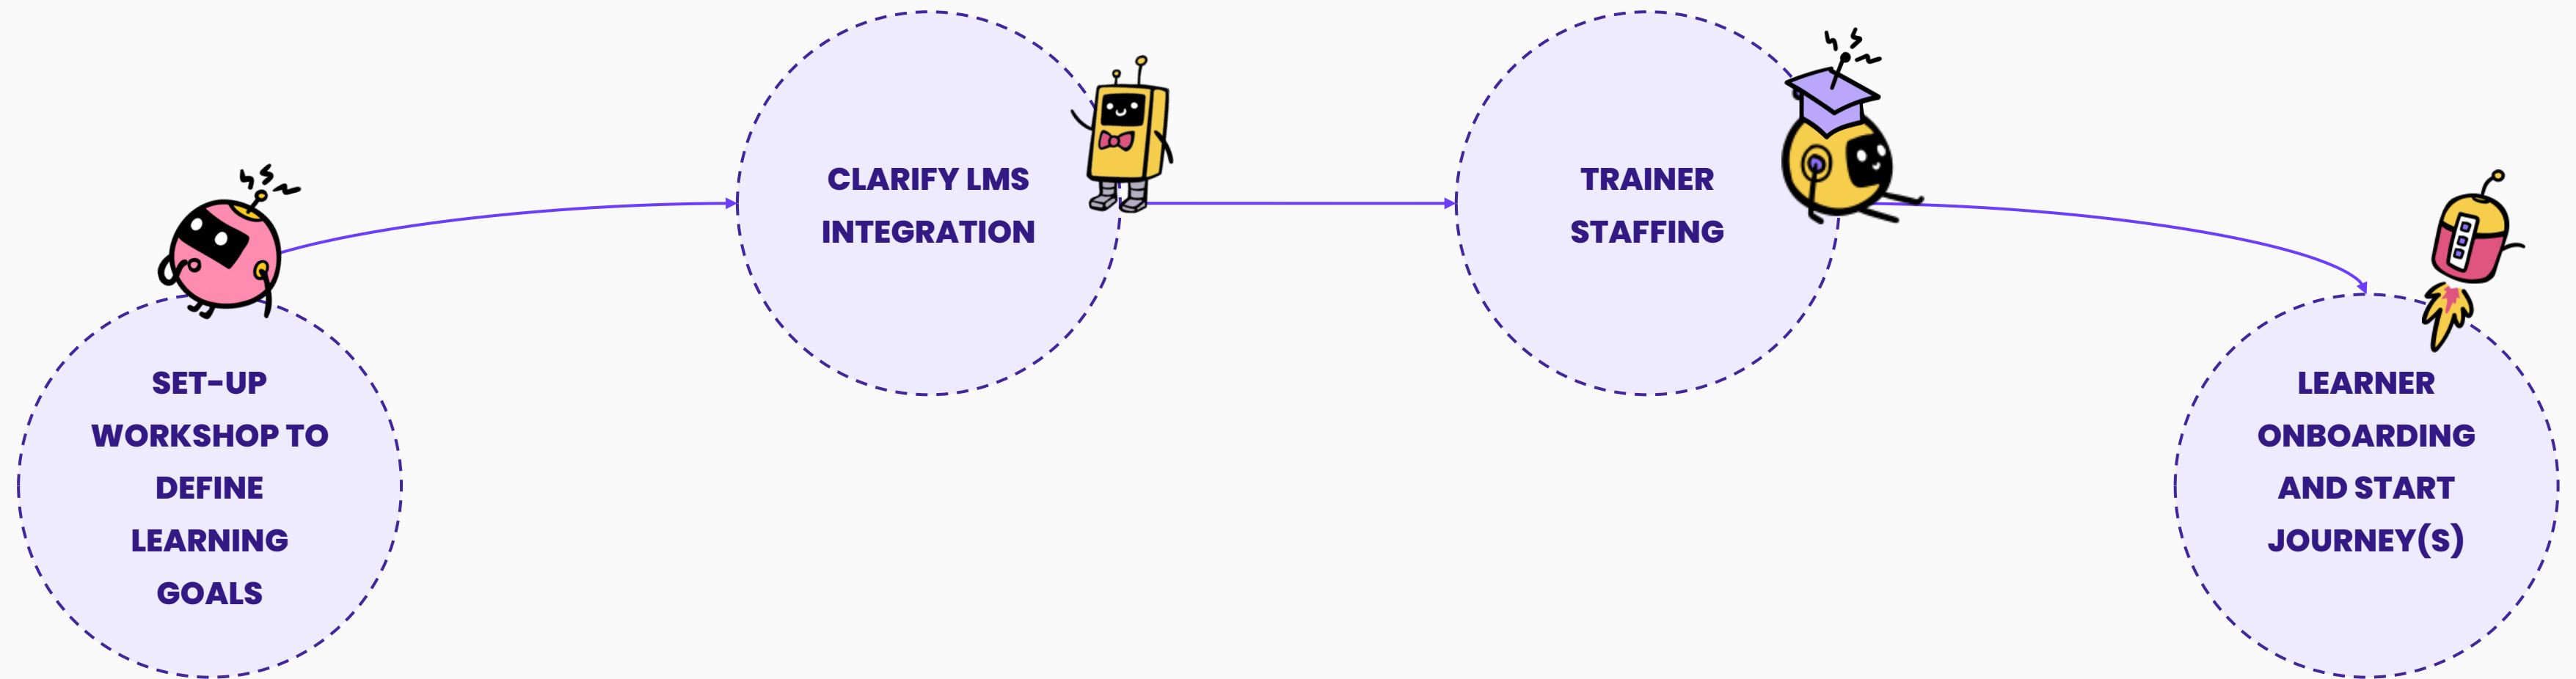 SET-UP
WORKSHOP TO
DEFINE
LEARNING
GOALS
CLARIFY LMS
INTEGRATION
TRAINER
STAFFING
LEARNER
ONBOARDING
AND START
JOURNEY(S)